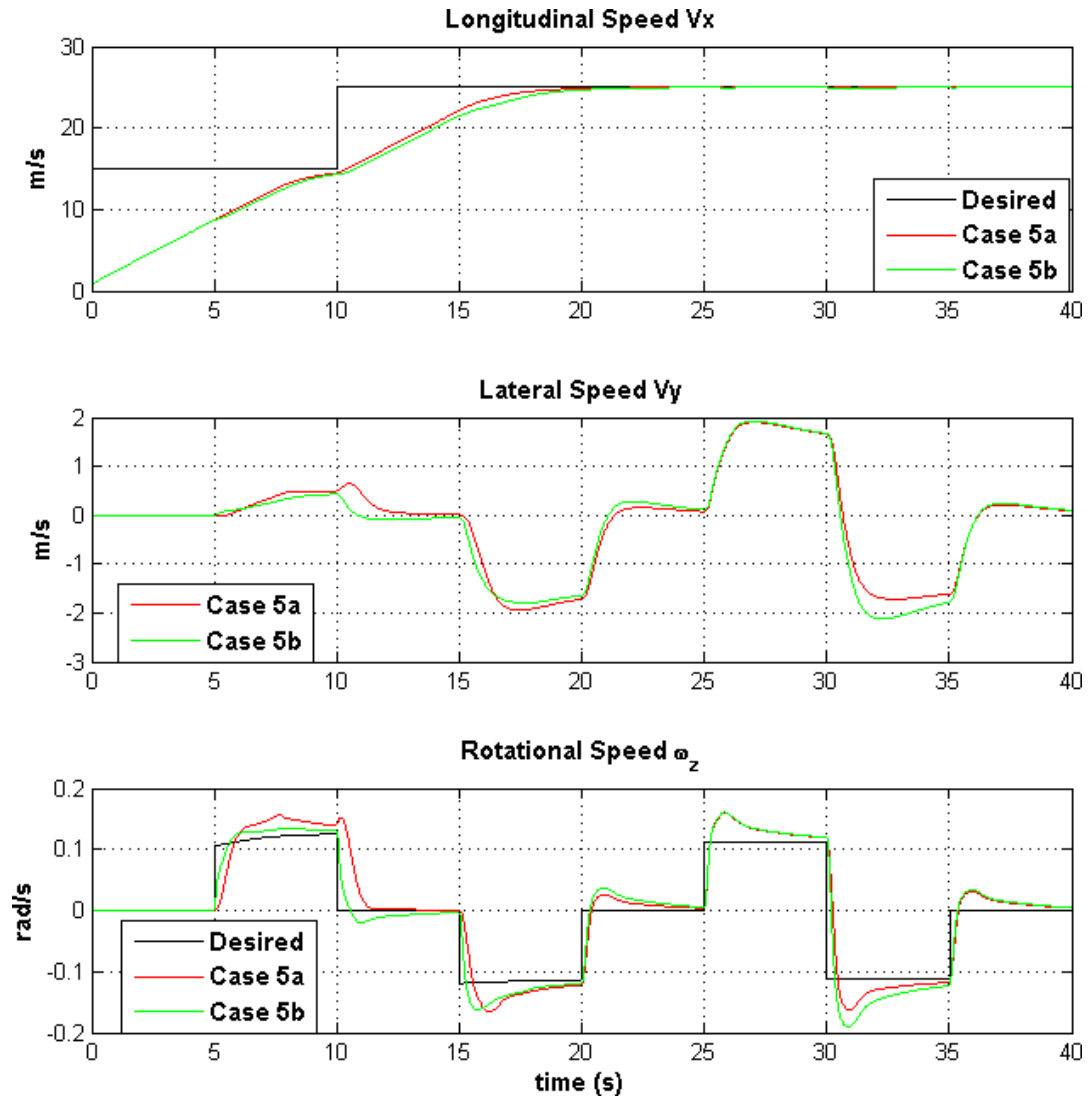 Longitudinal Speed Vx
30
20
10
0
m/s
Desired
Case 5a
Case 5b
0 5 10 15 20 25 30 35 40
Lateral Speed Vy
2
1
0
-1
-2
-3
m/s
Case 5a
Case 5b
0 5 10 15 20 25 30 35 40
Rotational Speed ωz
0.2
0.1
0
-0.1
-0.2
rad/s
Desired
Case 5a
Case 5b
0 5 10 15 20 25 30 35 40
time (s)